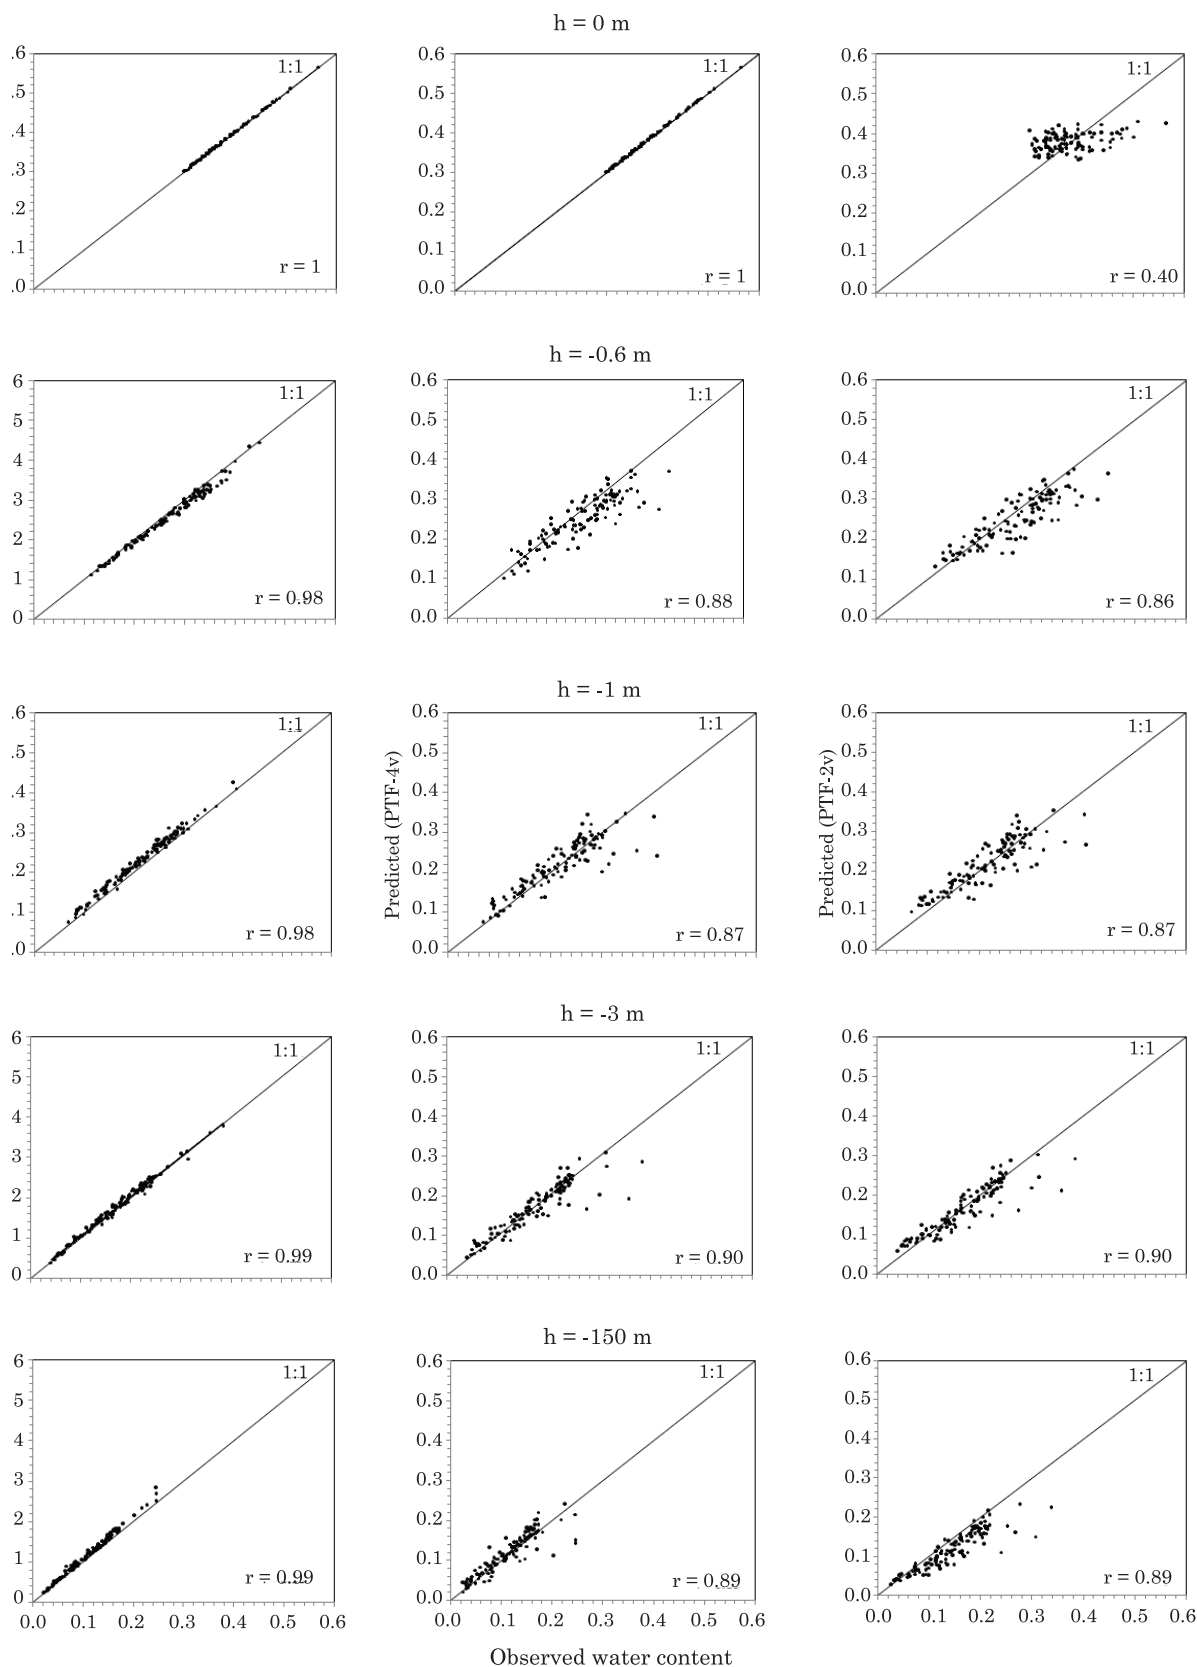 h = 0 m
.6 1:1 0.6 1:1 0.6 1:1
.5 0.5 0.5
.4 0.4 0.4
.3 0.3 0.3
.2 0.2 0.2
.1 0.1 0.1
.0 r = 1 0.0 r = 1 0.0 r = 0.40
h = -0.6 m
6 1:1 0.6 1:1 0.6 1:1
5 0.5 0.5
4 0.4 0.4
3 0.3 0.3
2 0.2 0.2
1 0.1 0.1
0 r = 0.98 0.0 r = 0.88 0.0 r = 0.86
h = -1 m
.6 1:1 0.6 1:1 0.6 1:1
.5 0.5 0.5
.4 0.4 0.4
.3 0.3 0.3
.2 0.2 0.2
.1 0.1 0.1
.0 r = 0.98 0.0 r = 0.87 0.0 r = 0.87
Predicted (PTF-4v)
Predicted (PTF-2v)
h = -3 m
6 1:1 0.6 1:1 0.6 1:1
5 0.5 0.5
4 0.4 0.4
3 0.3 0.3
2 0.2 0.2
1 0.1 0.1
0 r = 0.99 0.0 r = 0.90 0.0 r = 0.90
h = -150 m
6 1:1 0.6 1:1 0.6 1:1
5 0.5 0.5
4 0.4 0.4
3 0.3 0.3
2 0.2 0.2
1 0.1 0.1
0 r = 0.99 0.0 r = 0.89 0.0 r = 0.89
0.0 0.1 0.2 0.3 0.4 0.5 0.6 0.0 0.1 0.2 0.3 0.4 0.5 0.6 0.0 0.1 0.2 0.3 0.4 0.5 0.6
Observed water content